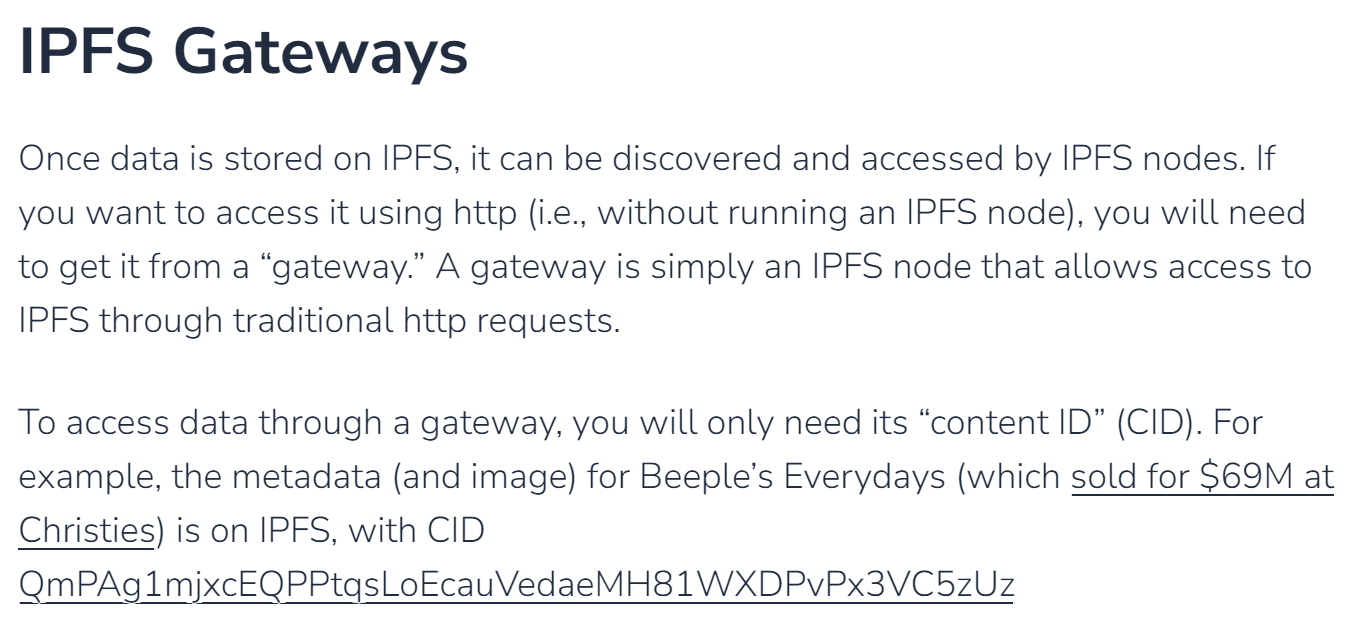 IPFS Gateways
Once data is stored on IPFS, it can be discovered and accessed by IPFS nodes. If
you want to access it using http (i.e., without running an IPFS node), you will need
to get it from a “gateway.” A gateway is simply an IPFS node that allows access to
IPFS through traditional http requests.
To access data through a gateway, you will only need its “content ID” (CID). For
example, the metadata (and image) for Beeple’s Everydays (which sold for $69M at
Christies) is on IPFS, with CID
QmPAg1mjxcEQPPtqsLoEcauVedaeMH81WXDPvPx3VC5zUz